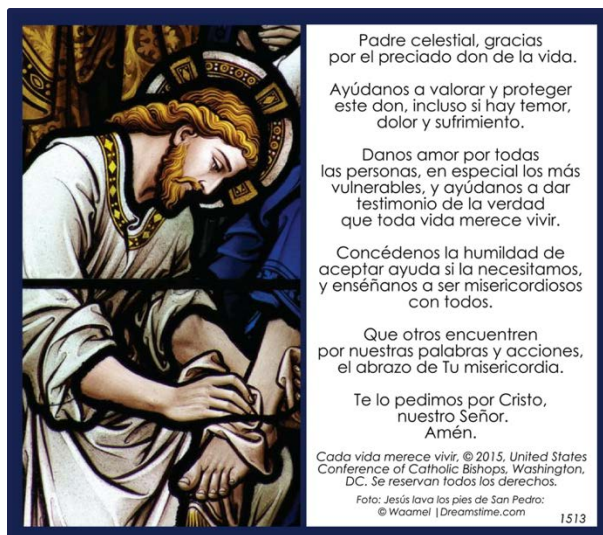 Padre celestial, gracias
por el preciado don de la vida.
Ayúdanos a valorar y proteger
este don, incluso si hay temor,
dolor y sufrimiento.
Danos amor por todas
las personas, en especial los más
vulnerables, y ayúdanos a dar
testimonio de la verdad
que toda vida merece vivir.
Concédenos la humildad de
aceptar ayuda si la necesitamos,
y enséñanos a ser misericordiosos
con todos.
Que otros encuentren
por nuestras palabras y acciones,
el abrazo de Tu misericordia.
Te lo pedimos por Cristo,
nuestro Señor.
Amén.
Cada vida merece vivir, © 2015, United States
Conference of Catholic Bishops, Washington,
DC. Se reservan todos los derechos.
Foto: Jesús lava los pies de San Pedro:
© Waamel |Dreamstime.com
1513